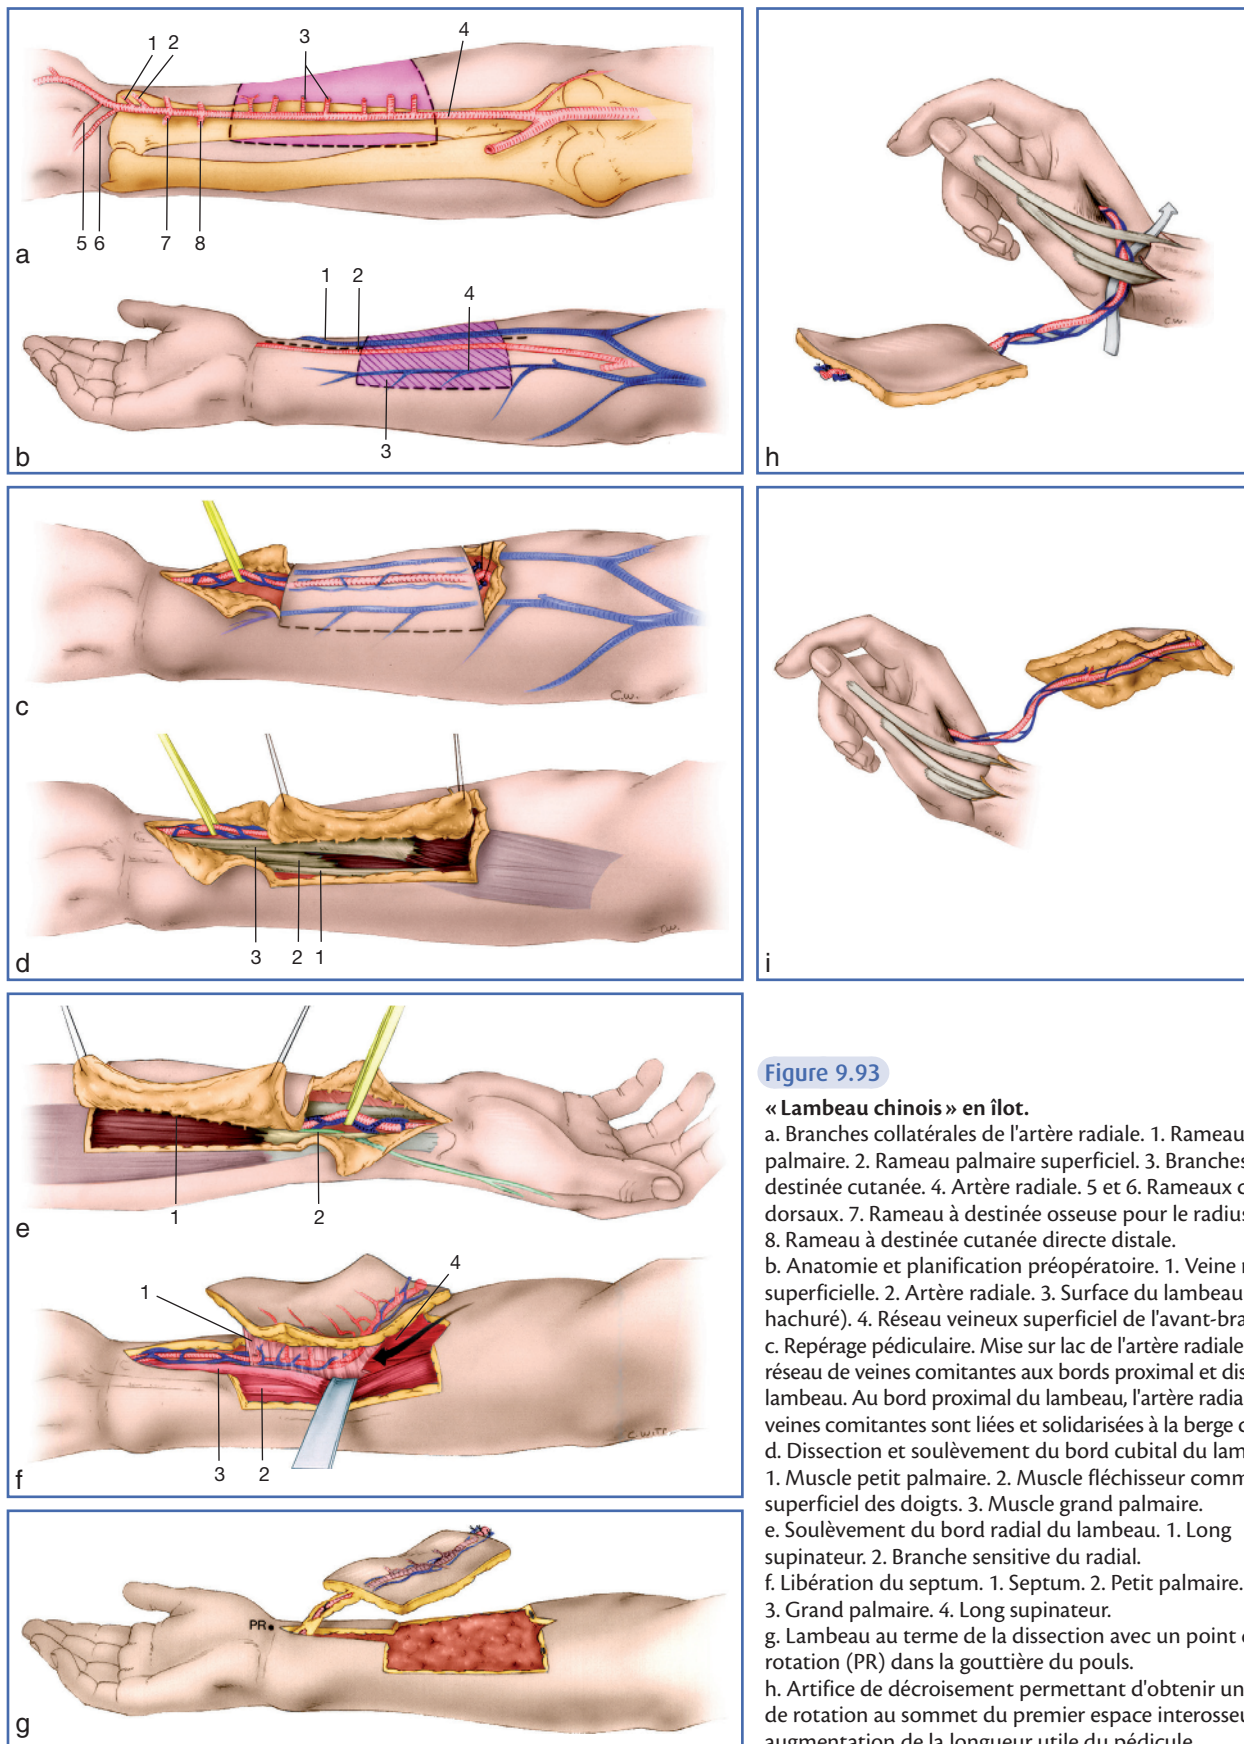 1 2 3 4
5 6 7 8
a
1 2 4
3
b
C.W.
c
3 2 1
d
1 2
e
1 4
3 2
f
PR
g
C.W.
h
C.W.
i
Figure 9.93
« Lambeau chinois » en îlot.
a. Branches collatérales de l'artère radiale. 1. Rameau
palmaire. 2. Rameau palmaire superficiel. 3. Branches
destinée cutanée. 4. Artère radiale. 5 et 6. Rameaux
dorsaux. 7. Rameau à destinée osseuse pour le
8. Rameau à destinée cutanée directe distale.
b. Anatomie et planification préopératoire. 1. Veine
superficielle. 2. Artère radiale. 3. Surface du lambeau
hachuré). 4. Réseau veineux superficiel de
c. Repérage pédiculaire. Mise sur lac de l'artère radiale
réseau de veines comitantes aux bords proximal et
lambeau. Au bord proximal du lambeau, l'artère
veines comitantes sont liées et solidarisées à la berge
d. Dissection et soulèvement du bord cubital du
1. Muscle petit palmaire. 2. Muscle fléchisseur
superficiel des doigts. 3. Muscle grand palmaire.
e. Soulèvement du bord radial du lambeau. 1. Long
supinateur. 2. Branche sensitive du radial.
f. Libération du septum. 1. Septum. 2. Petit palmaire.
3. Grand palmaire. 4. Long supinateur.
g. Lambeau au terme de la dissection avec un point
rotation (PR) dans la gouttière du pouls.
h. Artifice de décroisement permettant d'obtenir un
de rotation au sommet du premier espace
augmentation de la longueur utile du pédicule